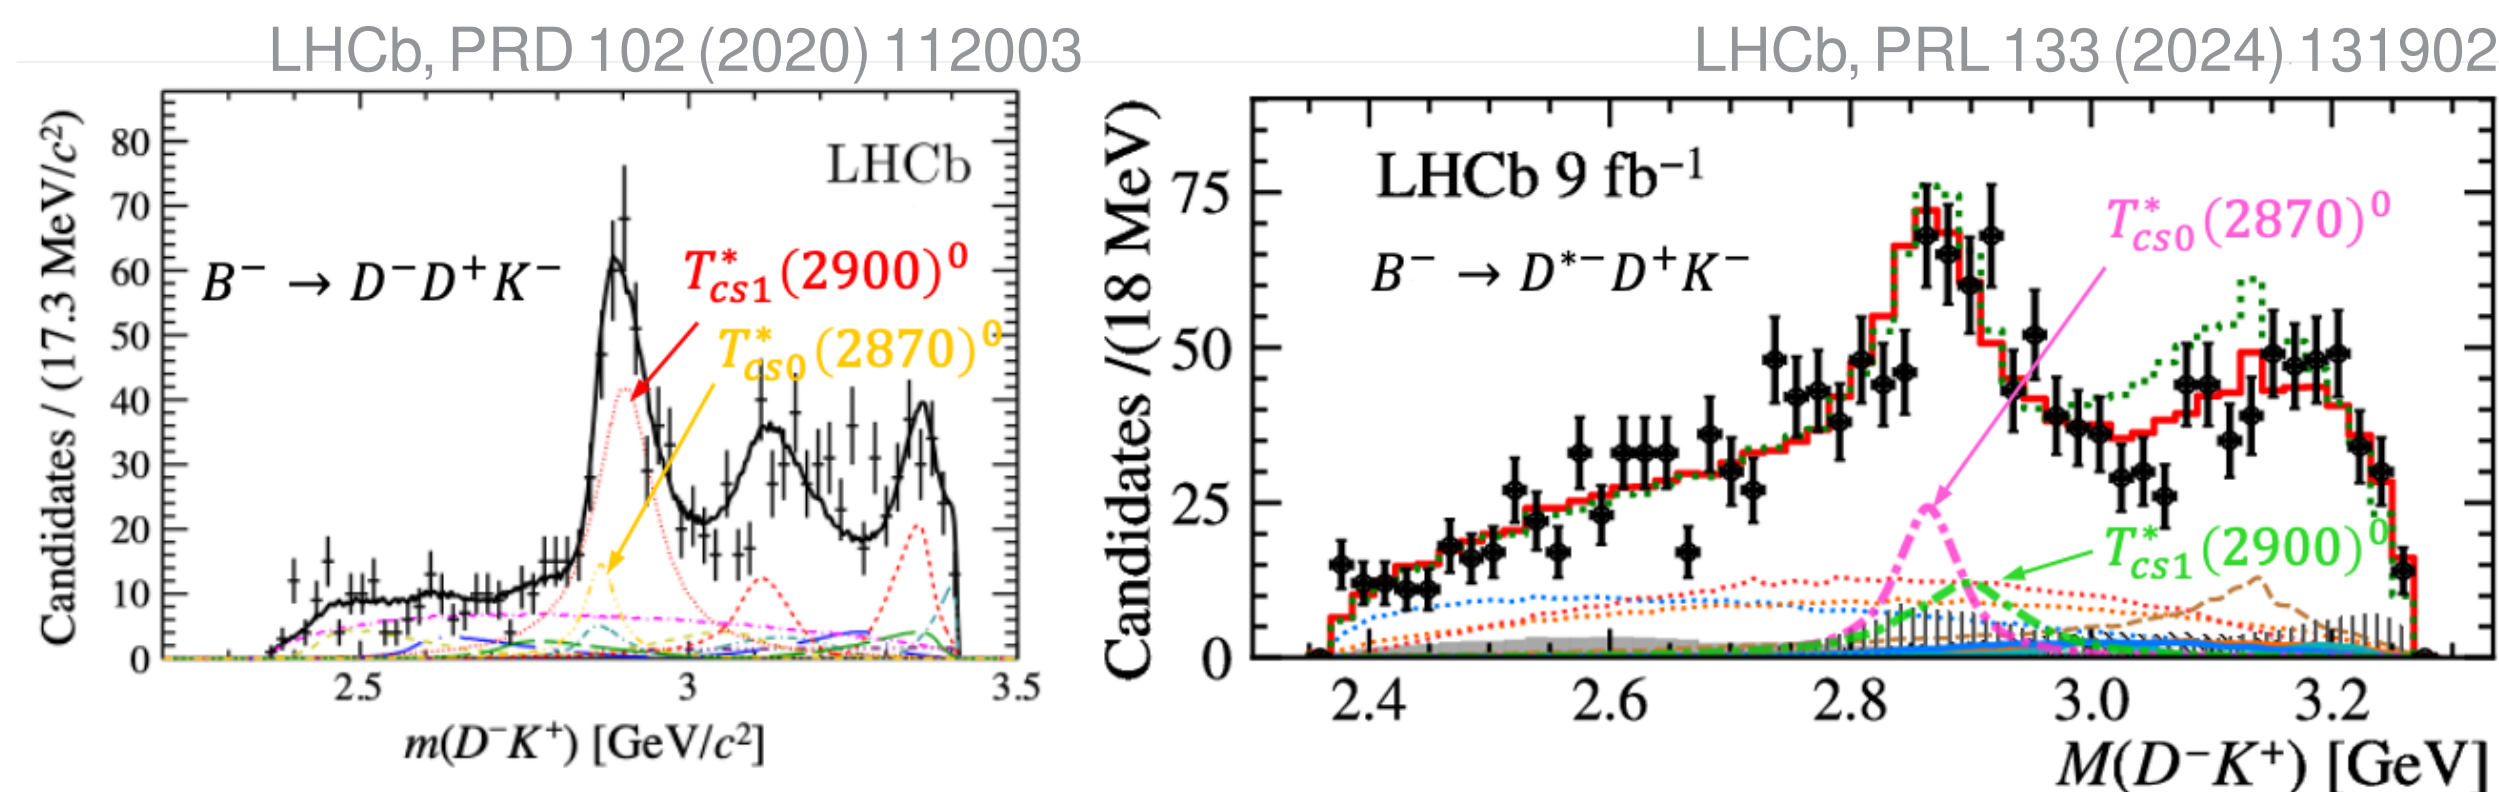 LHCb, PRD 102 (2020) 112003
Candidates / (17.3 MeV/c²)
80
70
60
50
40
30
20
10
0
LHCb
B⁻ → D⁻D⁺K⁻
T*cs1(2900)⁰
T*cs0(2870)⁰
2.5
3
3.5
m(D⁻K⁺) [GeV/c²]
LHCb, PRL 133 (2024) 131902
Candidates /(18 MeV)
75
50
25
0
LHCb 9 fb⁻¹
B⁻ → D*⁻D⁺K⁻
T*cs0(2870)⁰
T*cs1(2900)⁰
2.4
2.6
2.8
3.0
3.2
M(D⁻K⁺) [GeV]